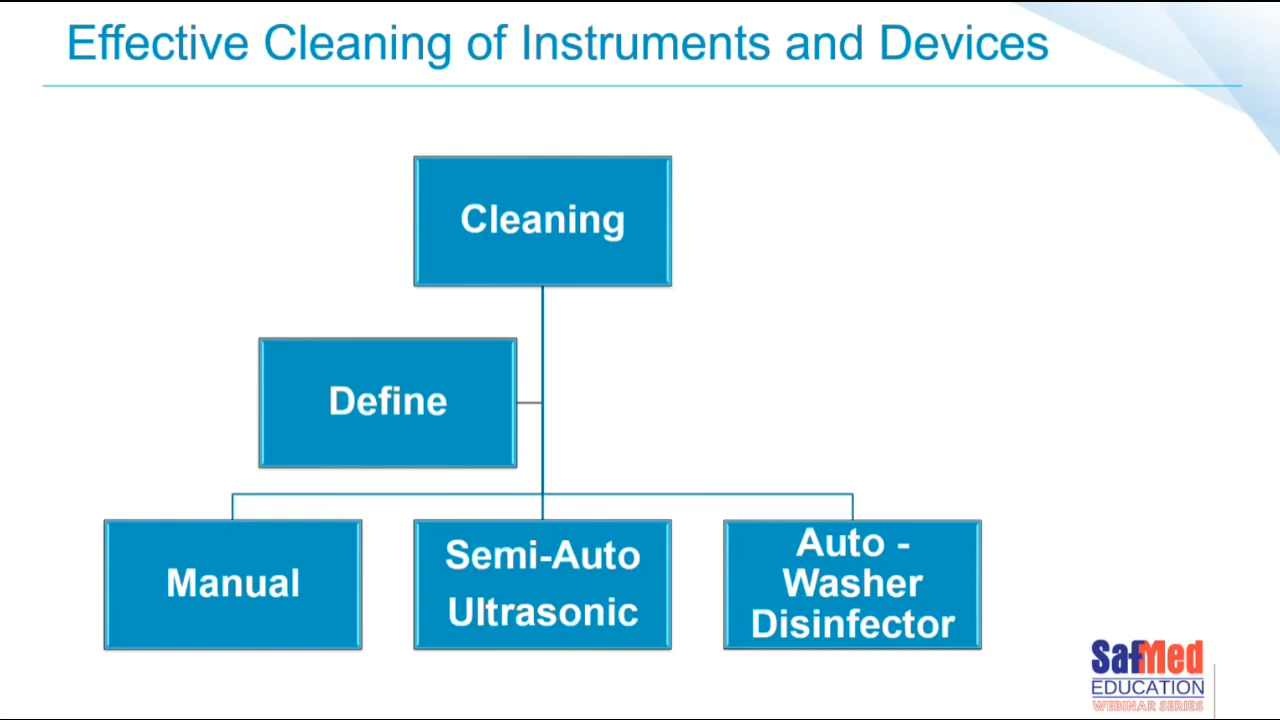 Effective Cleaning of Instruments and Devices
Cleaning
Define
Manual
Semi-Auto
Ultrasonic
Auto -
Washer
Disinfector
SafMed
EDUCATION
WEBINAR SERIES